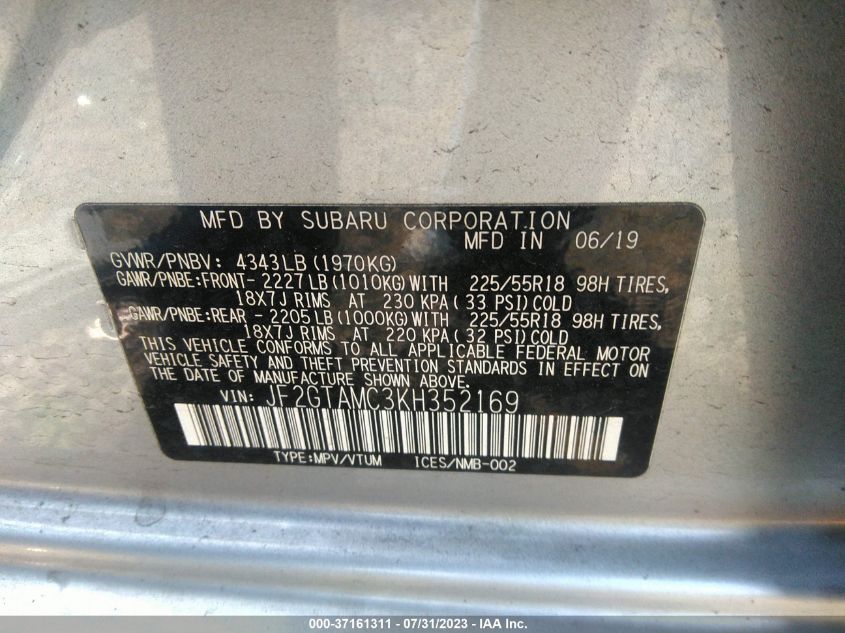 MFD BY SUBARU CORPORATION
MFD IN 06/19
GVWR/PNBV: 4343LB(1970KG)
GAWR/PNBE:FRONT- 2227LB(1010KG)WITH 225/55R18 98H TIRES,
18X7J RIMS AT 230 KPA( 33 PSI)COLD
GAWR/PNBE:REAR - 2205LB(1000KG)WITH 225/55R18 98H TIRES,
18X7J RIMS AT 220 KPA( 32 PSI)COLD
THIS VEHICLE CONFORMS TO ALL APPLICABLE FEDERAL MOTOR
VEHICLE SAFETY AND THEFT PREVENTION STANDARDS IN EFFECT ON
THE DATE OF MANUFACTURE SHOWN ABOVE.
VIN: JF2GTAMC3KH352169
TYPE:MPV/VTUM ICES/NMB-002
000-37161311 - 07/31/2023 - IAA Inc.